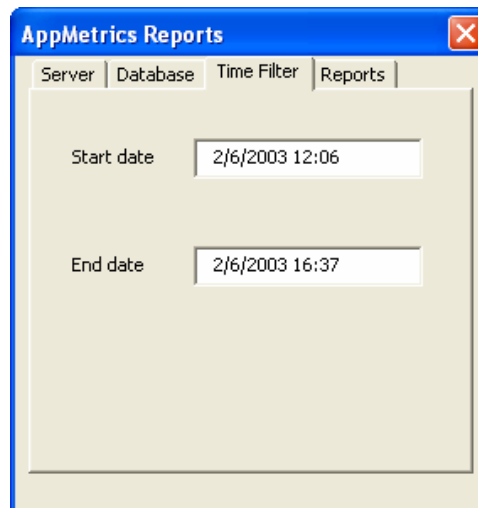 AppMetrics Reports
Server Database Time Filter Reports
Start date 2/6/2003 12:06
End date 2/6/2003 16:37